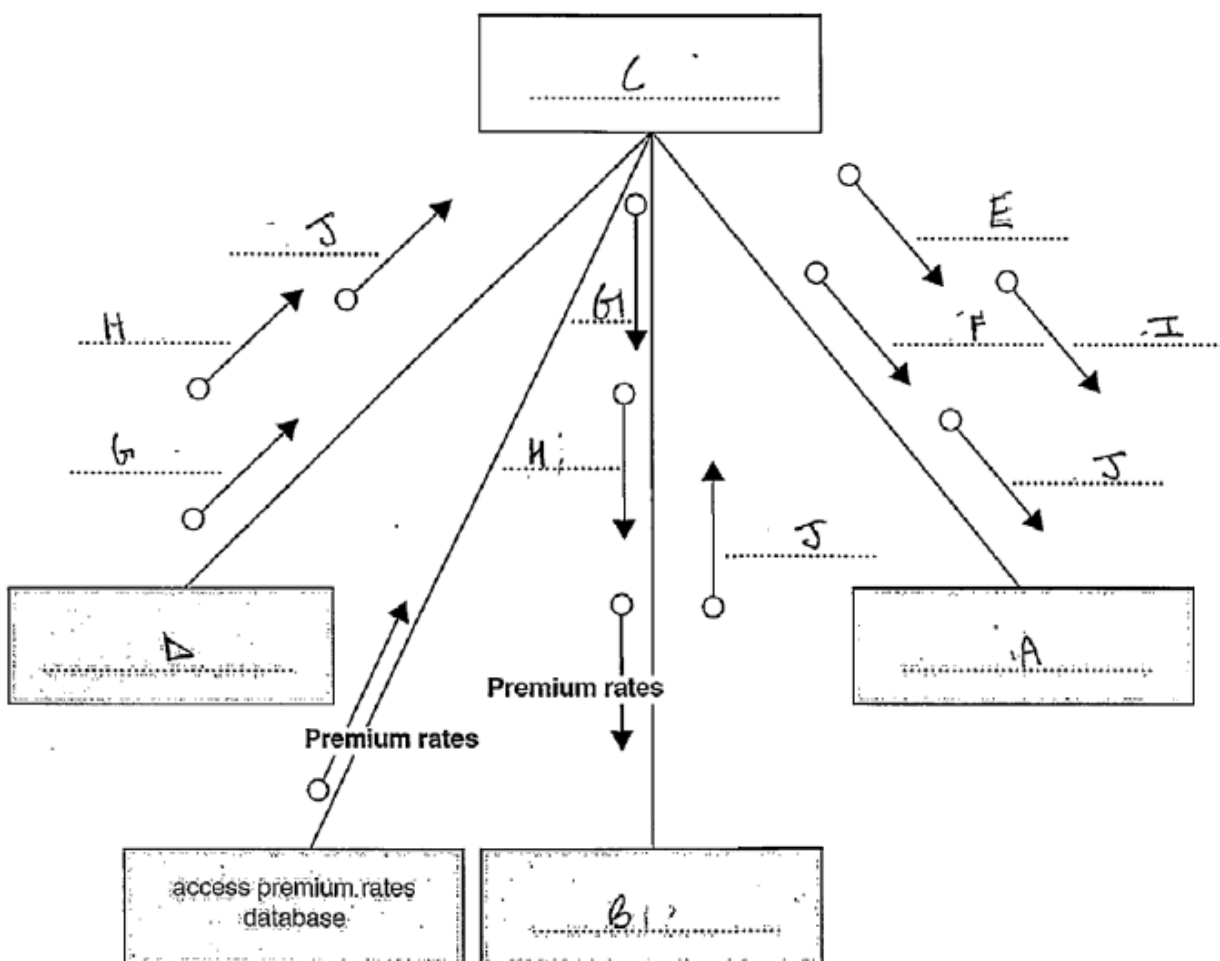 C
J
E
G
H
F
I
G
H
J
J
D
A
Premium rates
Premium rates
access premium rates
database
B